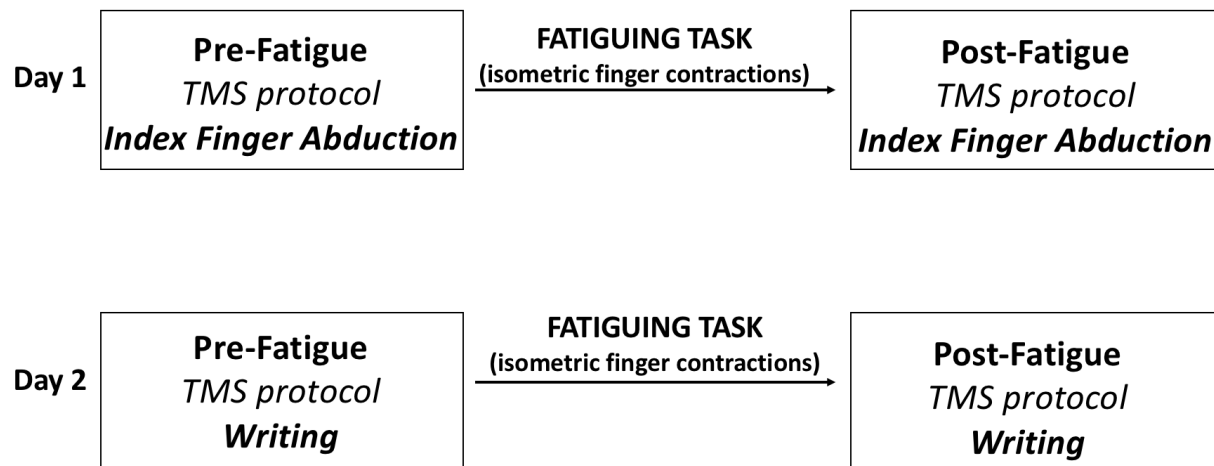 Day 1
Pre-Fatigue
TMS protocol
Index Finger Abduction
FATIGUING TASK
(isometric finger contractions)
Post-Fatigue
TMS protocol
Index Finger Abduction
Day 2
Pre-Fatigue
TMS protocol
Writing
FATIGUING TASK
(isometric finger contractions)
Post-Fatigue
TMS protocol
Writing